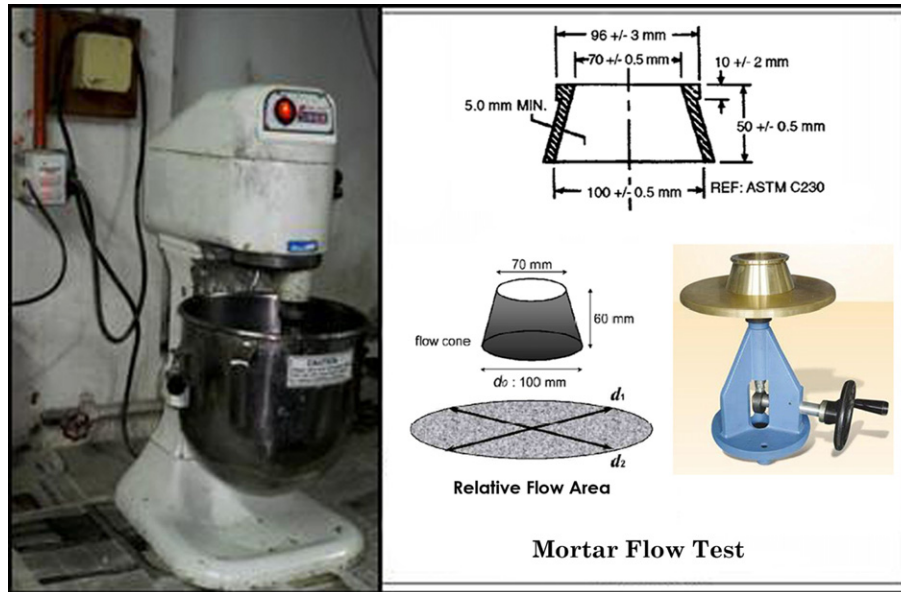 96 +/- 3 mm
70 +/- 0.5 mm
10 +/- 2 mm
5.0 mm MIN.
50 +/- 0.5 mm
100 +/- 0.5 mm
REF: ASTM C230
70 mm
60 mm
flow cone
d0 : 100 mm
CAUTION
d1
d2
Relative Flow Area
Mortar Flow Test